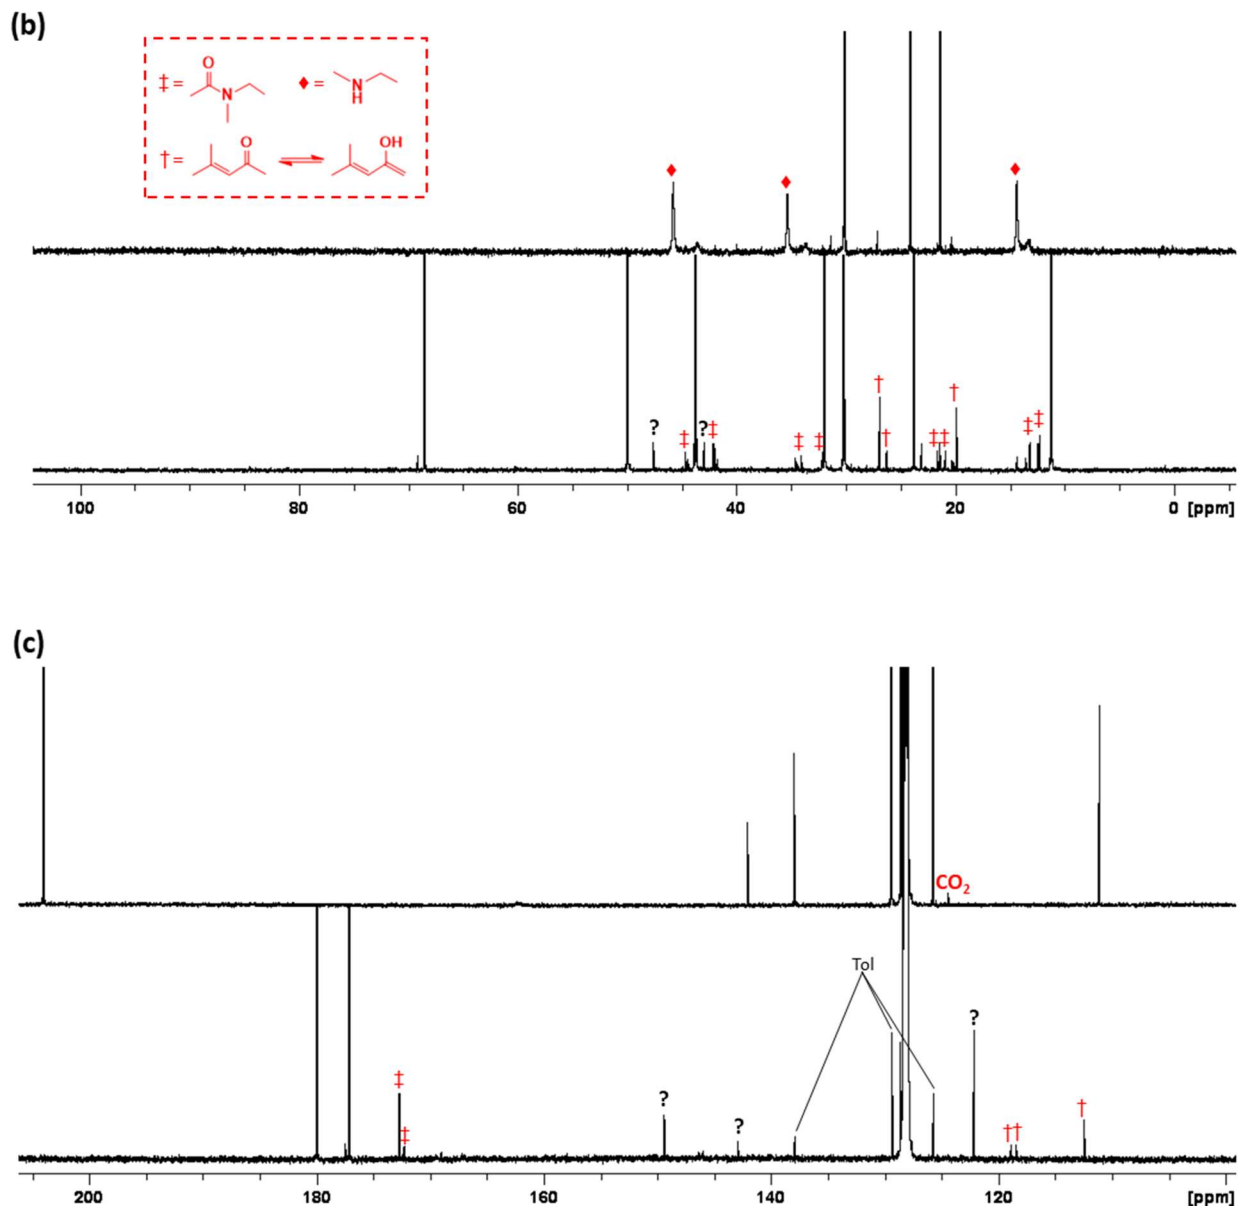 (b)
‡ = O N
♦ = N H
† = O ⇌ OH
♦ ♦ ♦
? ‡ ? ‡ ‡ ‡ † † ‡ ‡ † ‡ ‡
100 80 60 40 20 0 [ppm]
(c)
CO₂
Tol
‡ ‡ ? ? ? † † †
200 180 160 140 120 [ppm]